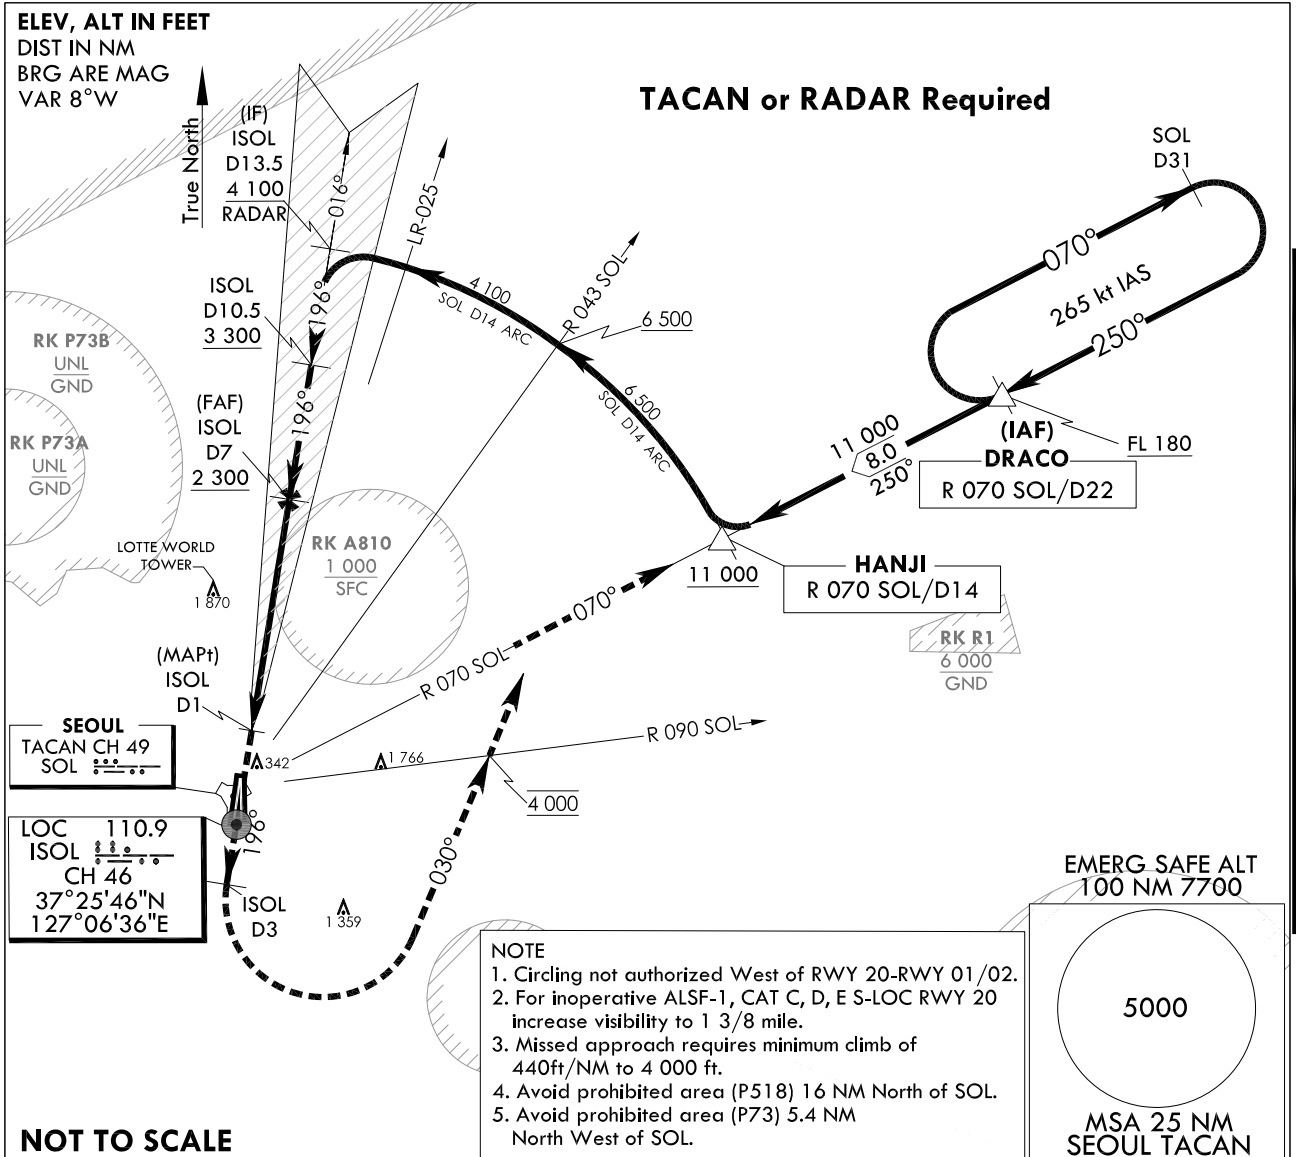 ELEV, ALT IN FEET
DIST IN NM
BRG ARE MAG
VAR 8°W
True North
TACAN or RADAR Required
(IF)
ISOL
D13.5
4 100
RADAR
016°
LR-025
SOL
D31
070°
265 kt IAS
250°
ISOL
D10.5
3 300
196°
4 100
SOL D14 ARC
R 043 SOL
6 500
6 500
SOL D14 ARC
RK P73B
UNL
GND
RK P73A
UNL
GND
(FAF)
ISOL
D7
2 300
196°
11 000
8.0
250°
(IAF)
DRACO
R 070 SOL/D22
FL 180
LOTTE WORLD
TOWER
1 870
RK A810
1 000
SFC
11 000
HANJI
R 070 SOL/D14
070°
R 070 SOL
RK R1
6 000
GND
(MAPt)
ISOL
D1
SEOUL
TACAN CH 49
SOL
342
1 766
R 090 SOL
4 000
LOC 110.9
ISOL
CH 46
37°25'46"N
127°06'36"E
196°
030°
ISOL
D3
1 359
EMERG SAFE ALT
100 NM 7700
5000
MSA 25 NM
SEOUL TACAN
NOTE
1. Circling not authorized West of RWY 20-RWY 01/02.
2. For inoperative ALSF-1, CAT C, D, E S-LOC RWY 20
increase visibility to 1 3/8 mile.
3. Missed approach requires minimum climb of
440ft/NM to 4 000 ft.
4. Avoid prohibited area (P518) 16 NM North of SOL.
5. Avoid prohibited area (P73) 5.4 NM
North West of SOL.
NOT TO SCALE